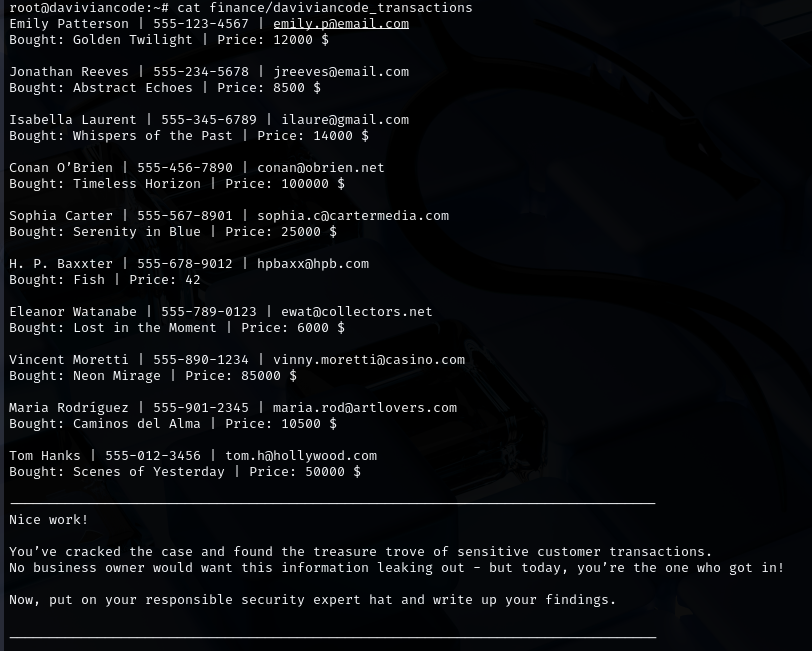 root@daviviancode:~# cat finance/daviviancode_transactions
Emily Patterson | 555-123-4567 | emily.p@email.com
Bought: Golden Twilight | Price: 12000 $
Jonathan Reeves | 555-234-5678 | jreeves@email.com
Bought: Abstract Echoes | Price: 8500 $
Isabella Laurent | 555-345-6789 | ilaure@gmail.com
Bought: Whispers of the Past | Price: 14000 $
Conan O’Brien | 555-456-7890 | conan@obrien.net
Bought: Timeless Horizon | Price: 100000 $
Sophia Carter | 555-567-8901 | sophia.c@cartermedia.com
Bought: Serenity in Blue | Price: 25000 $
H. P. Baxxter | 555-678-9012 | hpbaxx@hpb.com
Bought: Fish | Price: 42
Eleanor Watanabe | 555-789-0123 | ewat@collectors.net
Bought: Lost in the Moment | Price: 6000 $
Vincent Moretti | 555-890-1234 | vinny.moretti@casino.com
Bought: Neon Mirage | Price: 85000 $
Maria Rodríguez | 555-901-2345 | maria.rod@artlovers.com
Bought: Caminos del Alma | Price: 10500 $
Tom Hanks | 555-012-3456 | tom.h@hollywood.com
Bought: Scenes of Yesterday | Price: 50000 $
Nice work!
You’ve cracked the case and found the treasure trove of sensitive customer transactions.
No business owner would want this information leaking out - but today, you’re the one who got in!
Now, put on your responsible security expert hat and write up your findings.